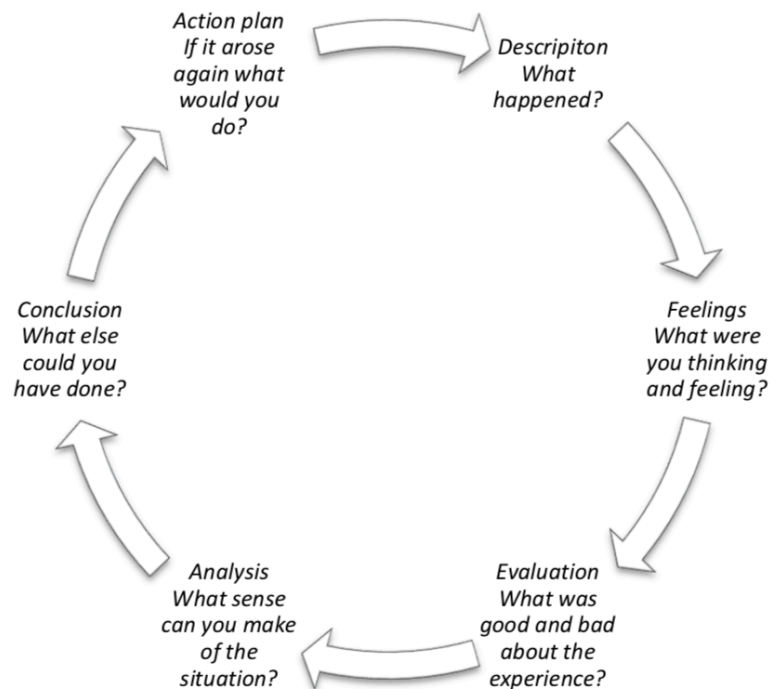 Action plan
If it arose
again what
would you
do?
Descripiton
What
happened?
Feelings
What were
you thinking
and feeling?
Evaluation
What was
good and bad
about the
experience?
Analysis
What sense
can you make
of the
situation?
Conclusion
What else
could you
have done?